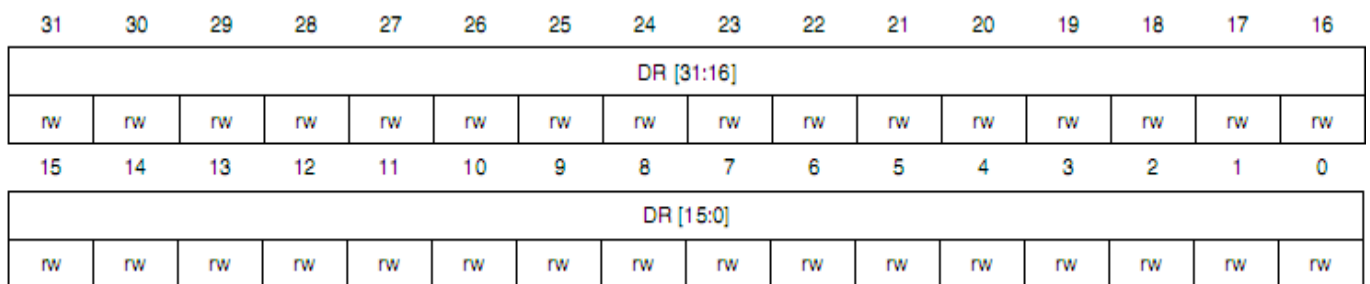 31 30 29 28 27 26 25 24 23 22 21 20 19 18 17 16
DR [31:16]
rw rw rw rw rw rw rw rw rw rw rw rw rw rw rw rw
15 14 13 12 11 10 9 8 7 6 5 4 3 2 1 0
DR [15:0]
rw rw rw rw rw rw rw rw rw rw rw rw rw rw rw rw